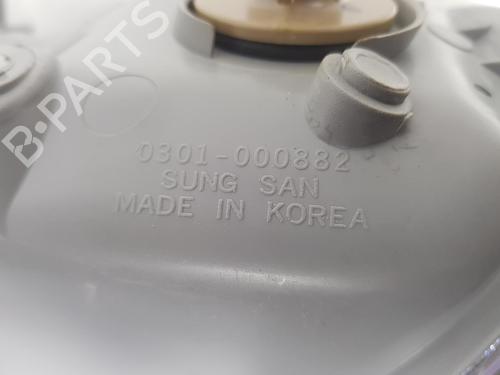 B-PARTS
0301-000882
SUNG SAN
MADE IN KOREA